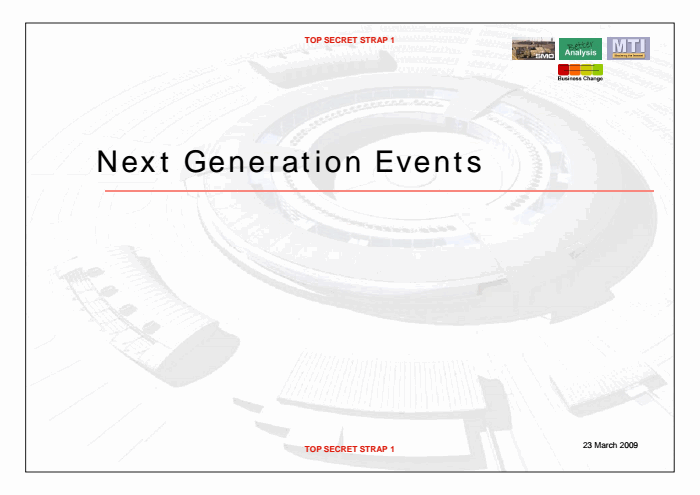 TOP SECRET STRAP 1
SMO
Better
Analysis
MTI
Business Change
Next Generation Events
TOP SECRET STRAP 1
23 March 2009